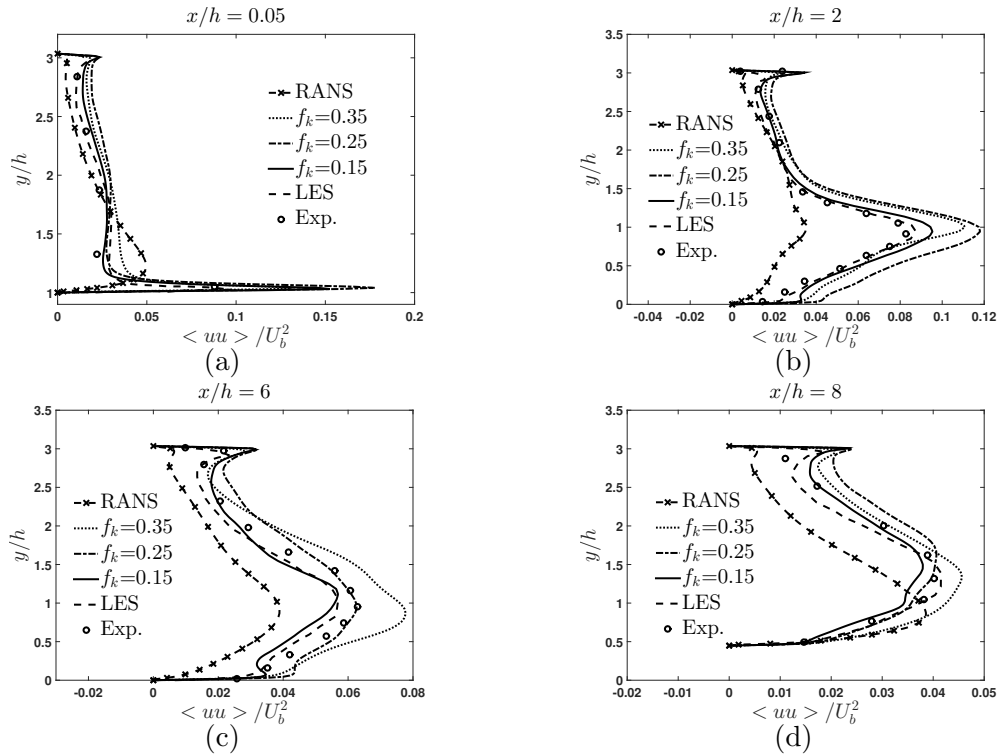 x/h = 0.05
y/h
3
2.5
2
1.5
1
RANS
f_k=0.35
f_k=0.25
f_k=0.15
LES
Exp.
0 0.05 0.1 0.15 0.2
< uu > /U_b^2
(a)
x/h = 2
y/h
3.5
3
2.5
2
1.5
1
0.5
0
RANS
f_k=0.35
f_k=0.25
f_k=0.15
LES
Exp.
-0.04 -0.02 0 0.02 0.04 0.06 0.08 0.10 0.12
< uu > /U_b^2
(b)
x/h = 6
y/h
3.5
3
2.5
2
1.5
1
0.5
0
RANS
f_k=0.35
f_k=0.25
f_k=0.15
LES
Exp.
-0.02 0 0.02 0.04 0.06 0.08
< uu > /U_b^2
(c)
x/h = 8
y/h
3.5
3
2.5
2
1.5
1
0.5
0
RANS
f_k=0.35
f_k=0.25
f_k=0.15
LES
Exp.
-0.02 -0.01 0 0.01 0.02 0.03 0.04 0.05
< uu > /U_b^2
(d)